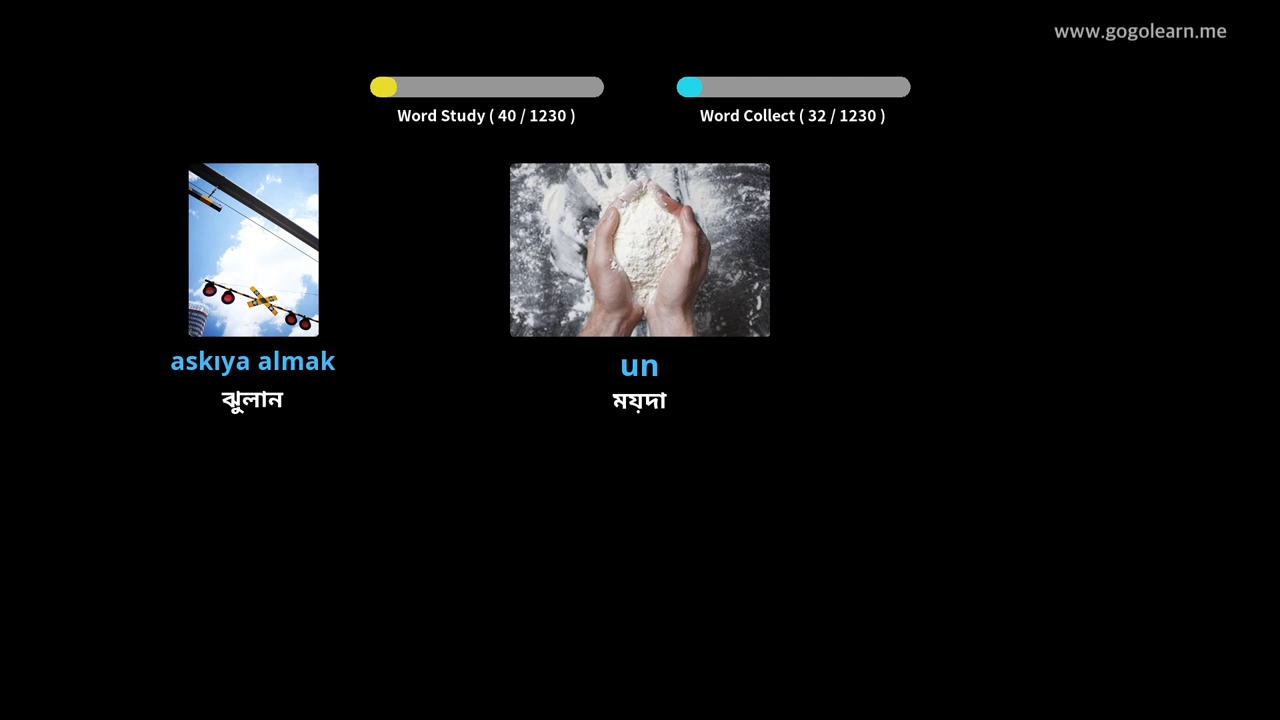 www.gogolearn.me
Word Study ( 40 / 1230 )
Word Collect ( 32 / 1230 )
askıya almak
ঝুলান
un
ময়দা